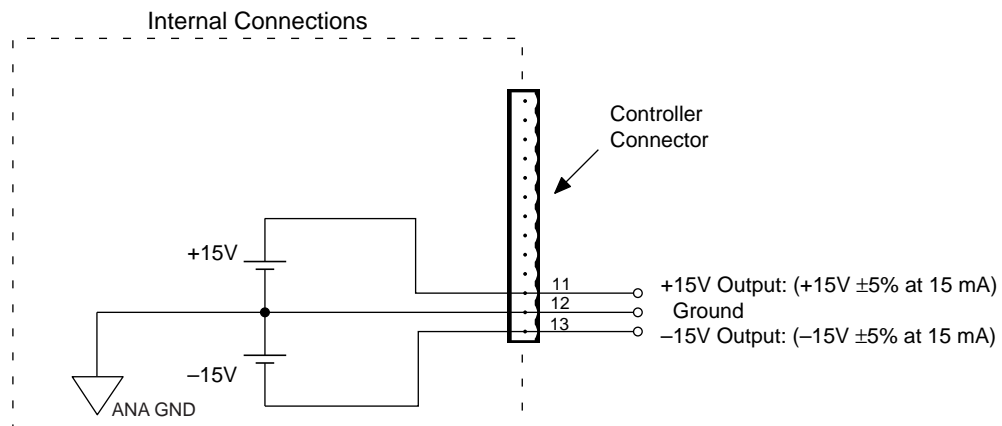 Internal Connections
Controller
Connector
+15V
11
+15V Output: (+15V ±5% at 15 mA)
12
Ground
13
–15V Output: (–15V ±5% at 15 mA)
–15V
ANA GND